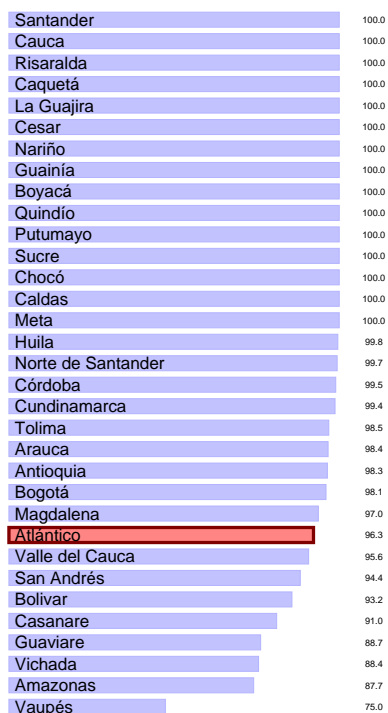 Santander 100.0
Cauca 100.0
Risaralda 100.0
Caquetá 100.0
La Guajira 100.0
Cesar 100.0
Nariño 100.0
Guainía 100.0
Boyacá 100.0
Quindío 100.0
Putumayo 100.0
Sucre 100.0
Chocó 100.0
Caldas 100.0
Meta 100.0
Huila 99.8
Norte de Santander 99.7
Córdoba 99.5
Cundinamarca 99.4
Tolima 98.5
Arauca 98.4
Antioquia 98.3
Bogotá 98.1
Magdalena 97.0
Atlántico 96.3
Valle del Cauca 95.6
San Andrés 94.4
Bolivar 93.2
Casanare 91.0
Guaviare 88.7
Vichada 88.4
Amazonas 87.7
Vaupés 75.0